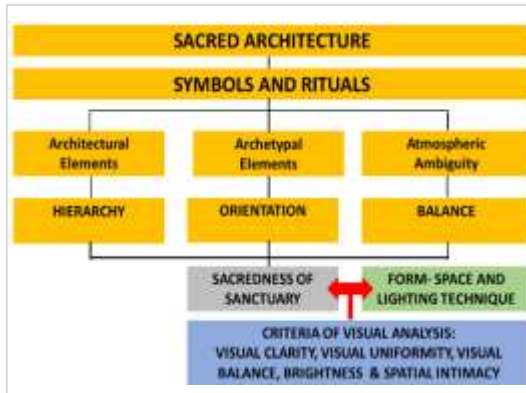 SACRED ARCHITECTURE
SYMBOLS AND RITUALS
Architectural
Elements
Archetypal
Elements
Atmospheric
Ambiguity
HIERARCHY
ORIENTATION
BALANCE
SACREDNESS OF
SANCTUARY
FORM- SPACE AND
LIGHTING TECHNIQUE
CRITERIA OF VISUAL ANALYSIS:
VISUAL CLARITY, VISUAL UNIFORMITY, VISUAL
BALANCE, BRIGHTNESS & SPATIAL INTIMACY